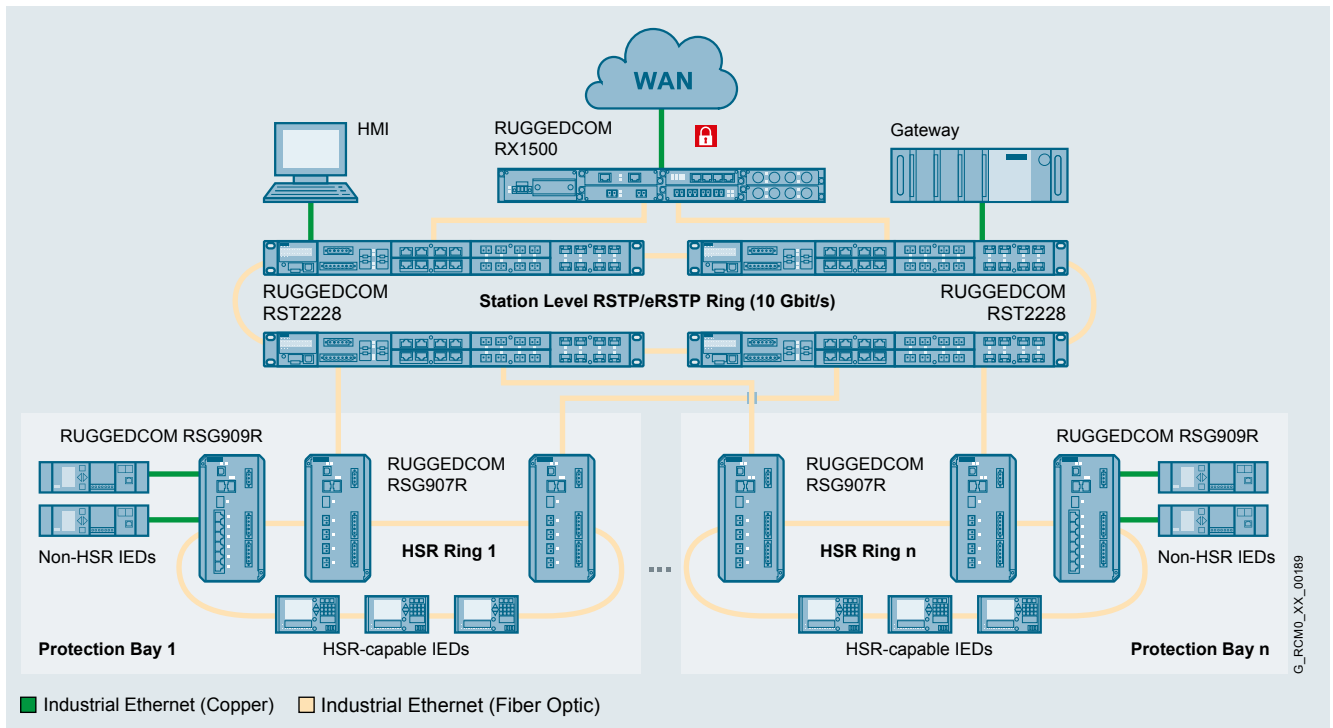 WAN
HMI
RUGGEDCOM
RX1500
Gateway
RUGGEDCOM
RST2228
Station Level RSTP/eRSTP Ring (10 Gbit/s)
RUGGEDCOM
RST2228
RUGGEDCOM RSG909R
RUGGEDCOM
RSG907R
RUGGEDCOM
RSG907R
RUGGEDCOM RSG909R
Non-HSR IEDs
HSR Ring 1
...
HSR Ring n
Non-HSR IEDs
Protection Bay 1
HSR-capable IEDs
HSR-capable IEDs
Protection Bay n
G_RCM0_XX_00189
Industrial Ethernet (Copper)
Industrial Ethernet (Fiber Optic)